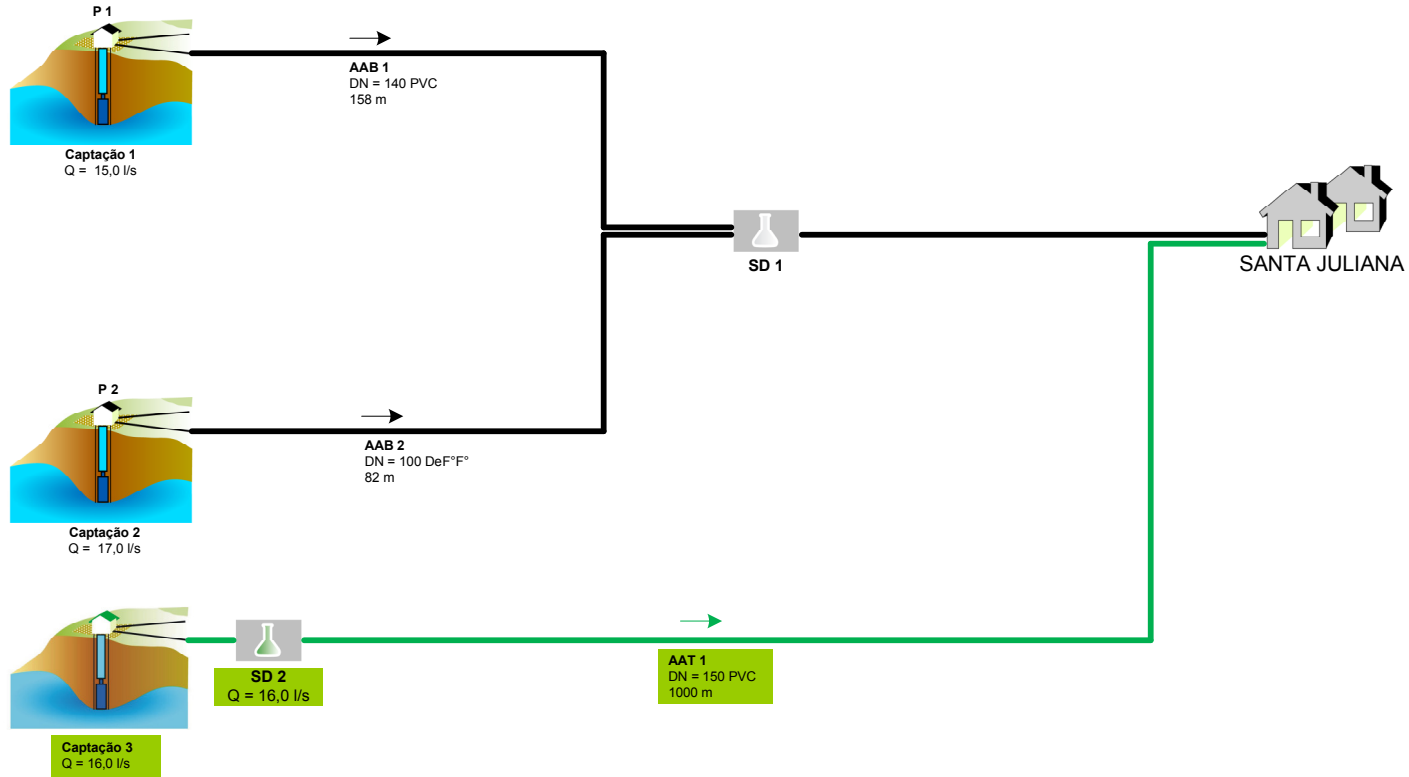 P 1
AAB 1
DN = 140 PVC
158 m
Captação 1
Q = 15,0 l/s
SD 1
SANTA JULIANA
P 2
AAB 2
DN = 100 DeF°F°
82 m
Captação 2
Q = 17,0 l/s
SD 2
Q = 16,0 l/s
AAT 1
DN = 150 PVC
1000 m
Captação 3
Q = 16,0 l/s